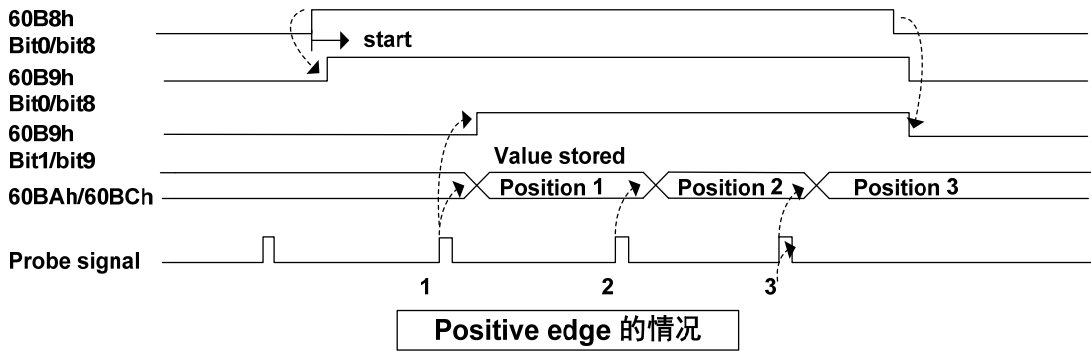 60B8h
Bit0/bit8
start
60B9h
Bit0/bit8
60B9h
Bit1/bit9
Value stored
60BAh/60BCh
Position 1
Position 2
Position 3
Probe signal
1
2
3
Positive edge 的情况